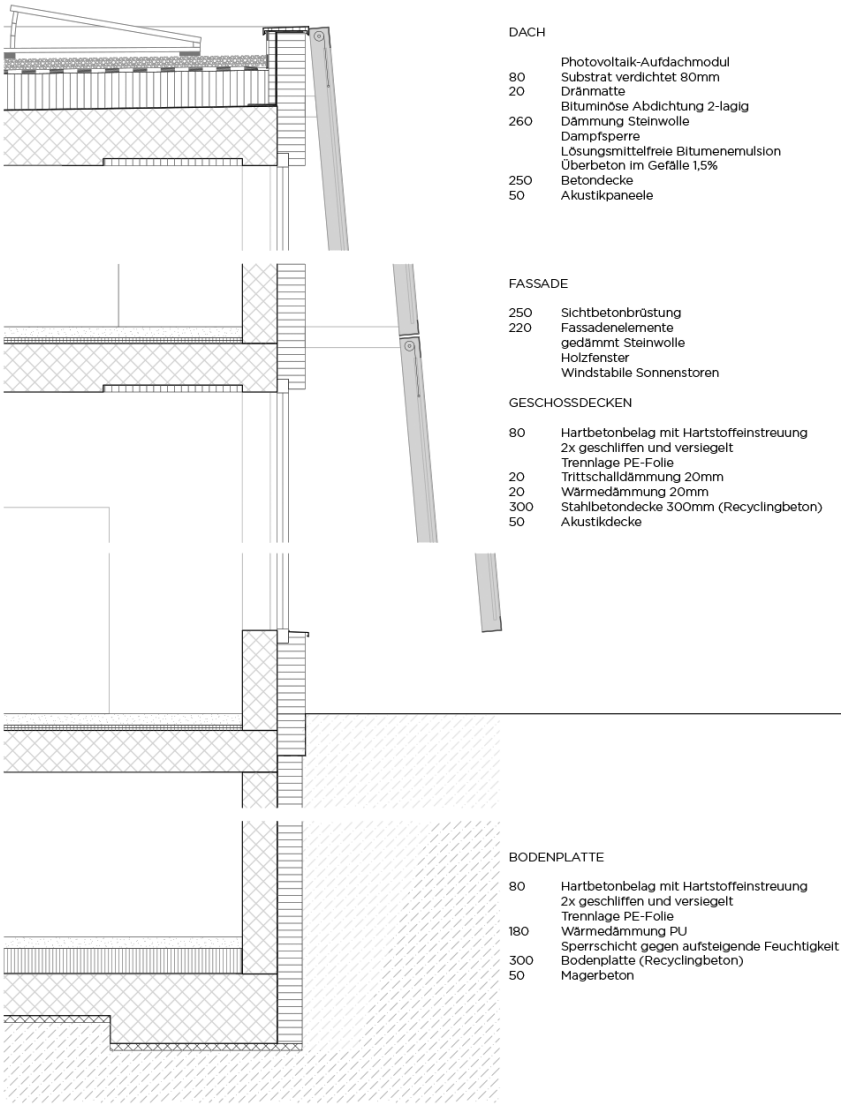 DACH
Photovoltaik-Aufdachmodul
80 Substrat verdichtet 80mm
20 Dränmatte
Bituminöse Abdichtung 2-lagig
260 Dämmung Steinwolle
Dampfsperre
Lösungsmittelfreie Bitumenemulsion
Überbeton im Gefälle 1,5%
250 Betondecke
50 Akustikpaneele
FASSADE
250 Sichtbetonbrüstung
220 Fassadenelemente
gedämmt Steinwolle
Holzfenster
Windstabile Sonnenstoren
GESCHOSSDECKEN
80 Hartbetonbelag mit Hartstoffeinstreuung
2x geschliffen und versiegelt
Trennlage PE-Folie
20 Trittschalldämmung 20mm
20 Wärmedämmung 20mm
300 Stahlbetondecke 300mm (Recyclingbeton)
50 Akustikdecke
BODENPLATTE
80 Hartbetonbelag mit Hartstoffeinstreuung
2x geschliffen und versiegelt
Trennlage PE-Folie
180 Wärmedämmung PU
Sperrschicht gegen aufsteigende Feuchtigkeit
300 Bodenplatte (Recyclingbeton)
50 Magerbeton